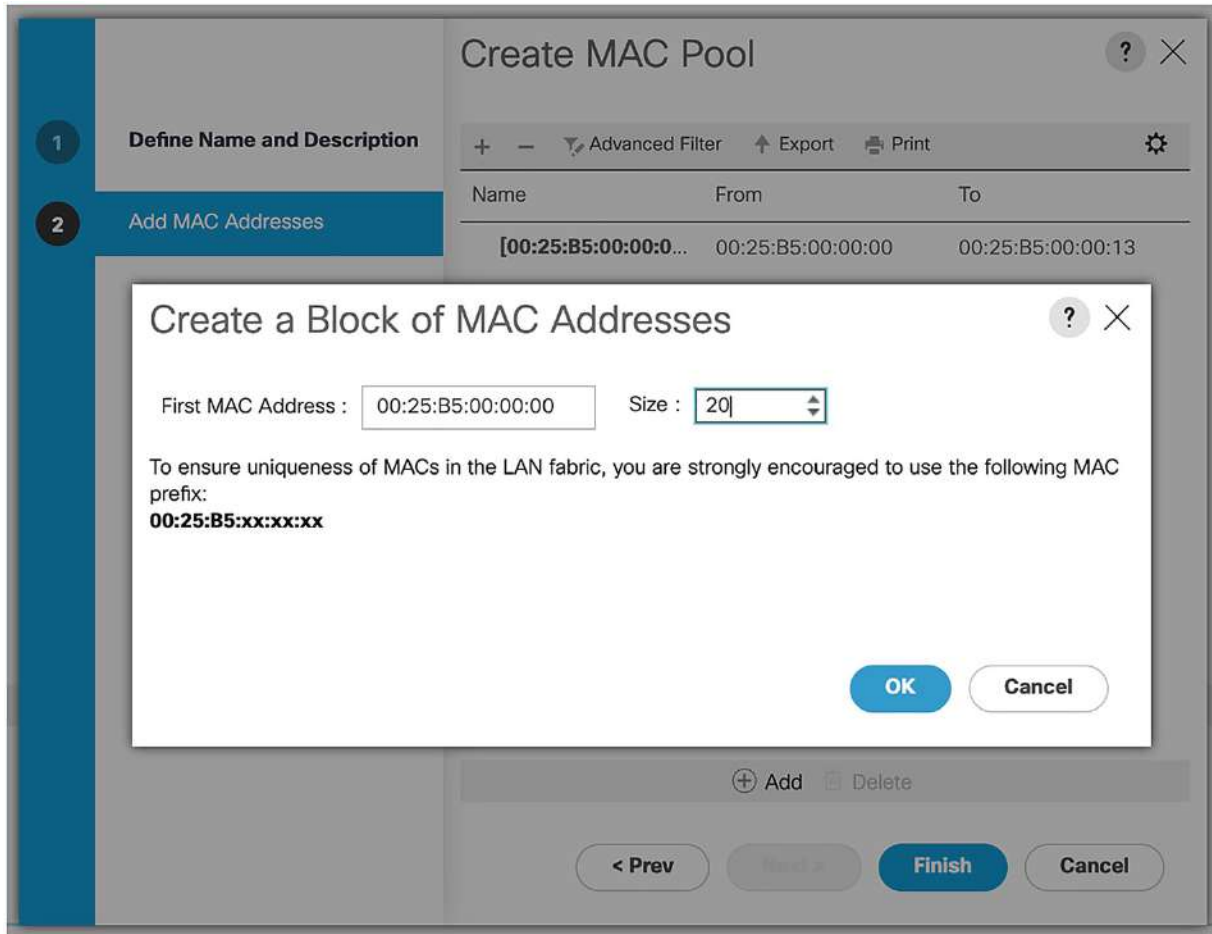 Create MAC Pool
?
1
Define Name and Description
+ − Advanced Filter Export Print
Name From To
2
Add MAC Addresses
[00:25:B5:00:00:0... 00:25:B5:00:00:00 00:25:B5:00:00:13
Create a Block of MAC Addresses
?
First MAC Address : 00:25:B5:00:00:00 Size : 20
To ensure uniqueness of MACs in the LAN fabric, you are strongly encouraged to use the following MAC
prefix:
00:25:B5:xx:xx:xx
OK Cancel
Add Delete
< Prev Next > Finish Cancel